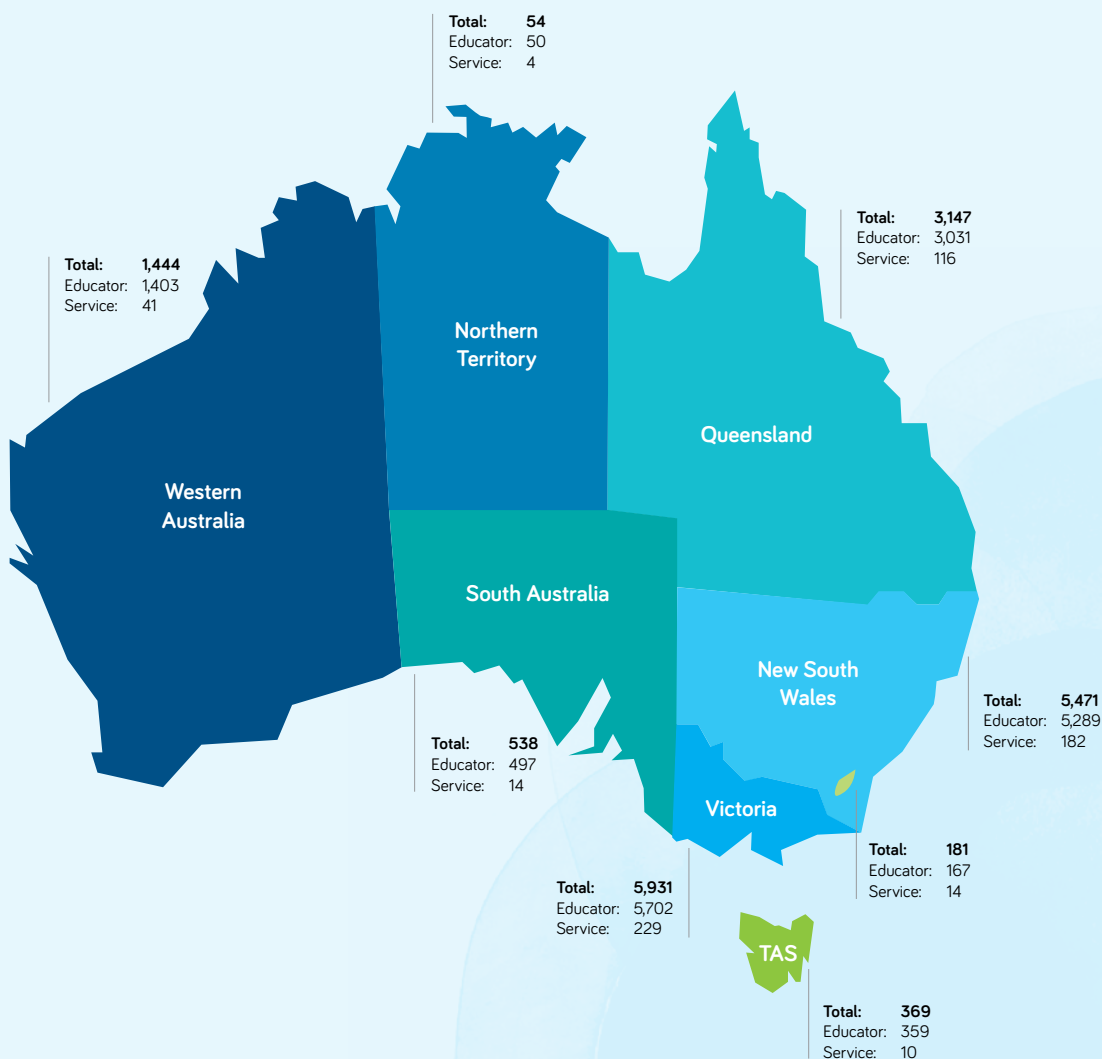 Total: 54
Educator: 50
Service: 4
Total: 3,147
Educator: 3,031
Service: 116
Total: 1,444
Educator: 1,403
Service: 41
Northern
Territory
Queensland
Western
Australia
South Australia
New South
Wales
Total: 5,471
Educator: 5,289
Service: 182
Total: 538
Educator: 497
Service: 14
Victoria
Total: 181
Educator: 167
Service: 14
Total: 5,931
Educator: 5,702
Service: 229
TAS
Total: 369
Educator: 359
Service: 10